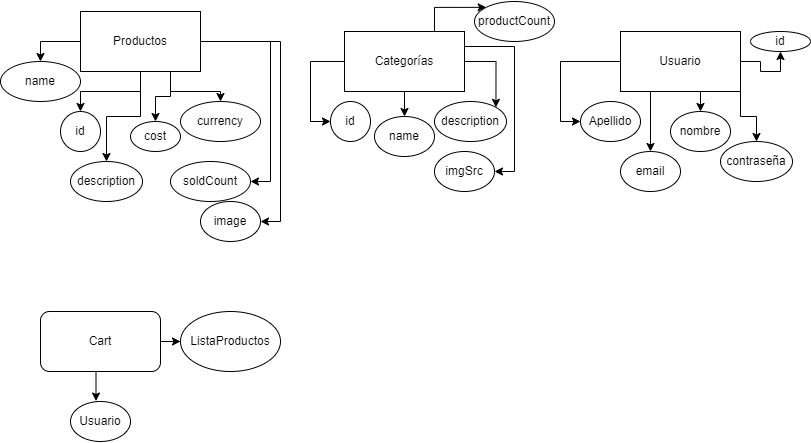 Productos
name
id
description
cost
currency
soldCount
image
productCount
Categorías
id
name
description
imgSrc
Usuario
id
Apellido
email
nombre
contraseña
Cart
ListaProductos
Usuario